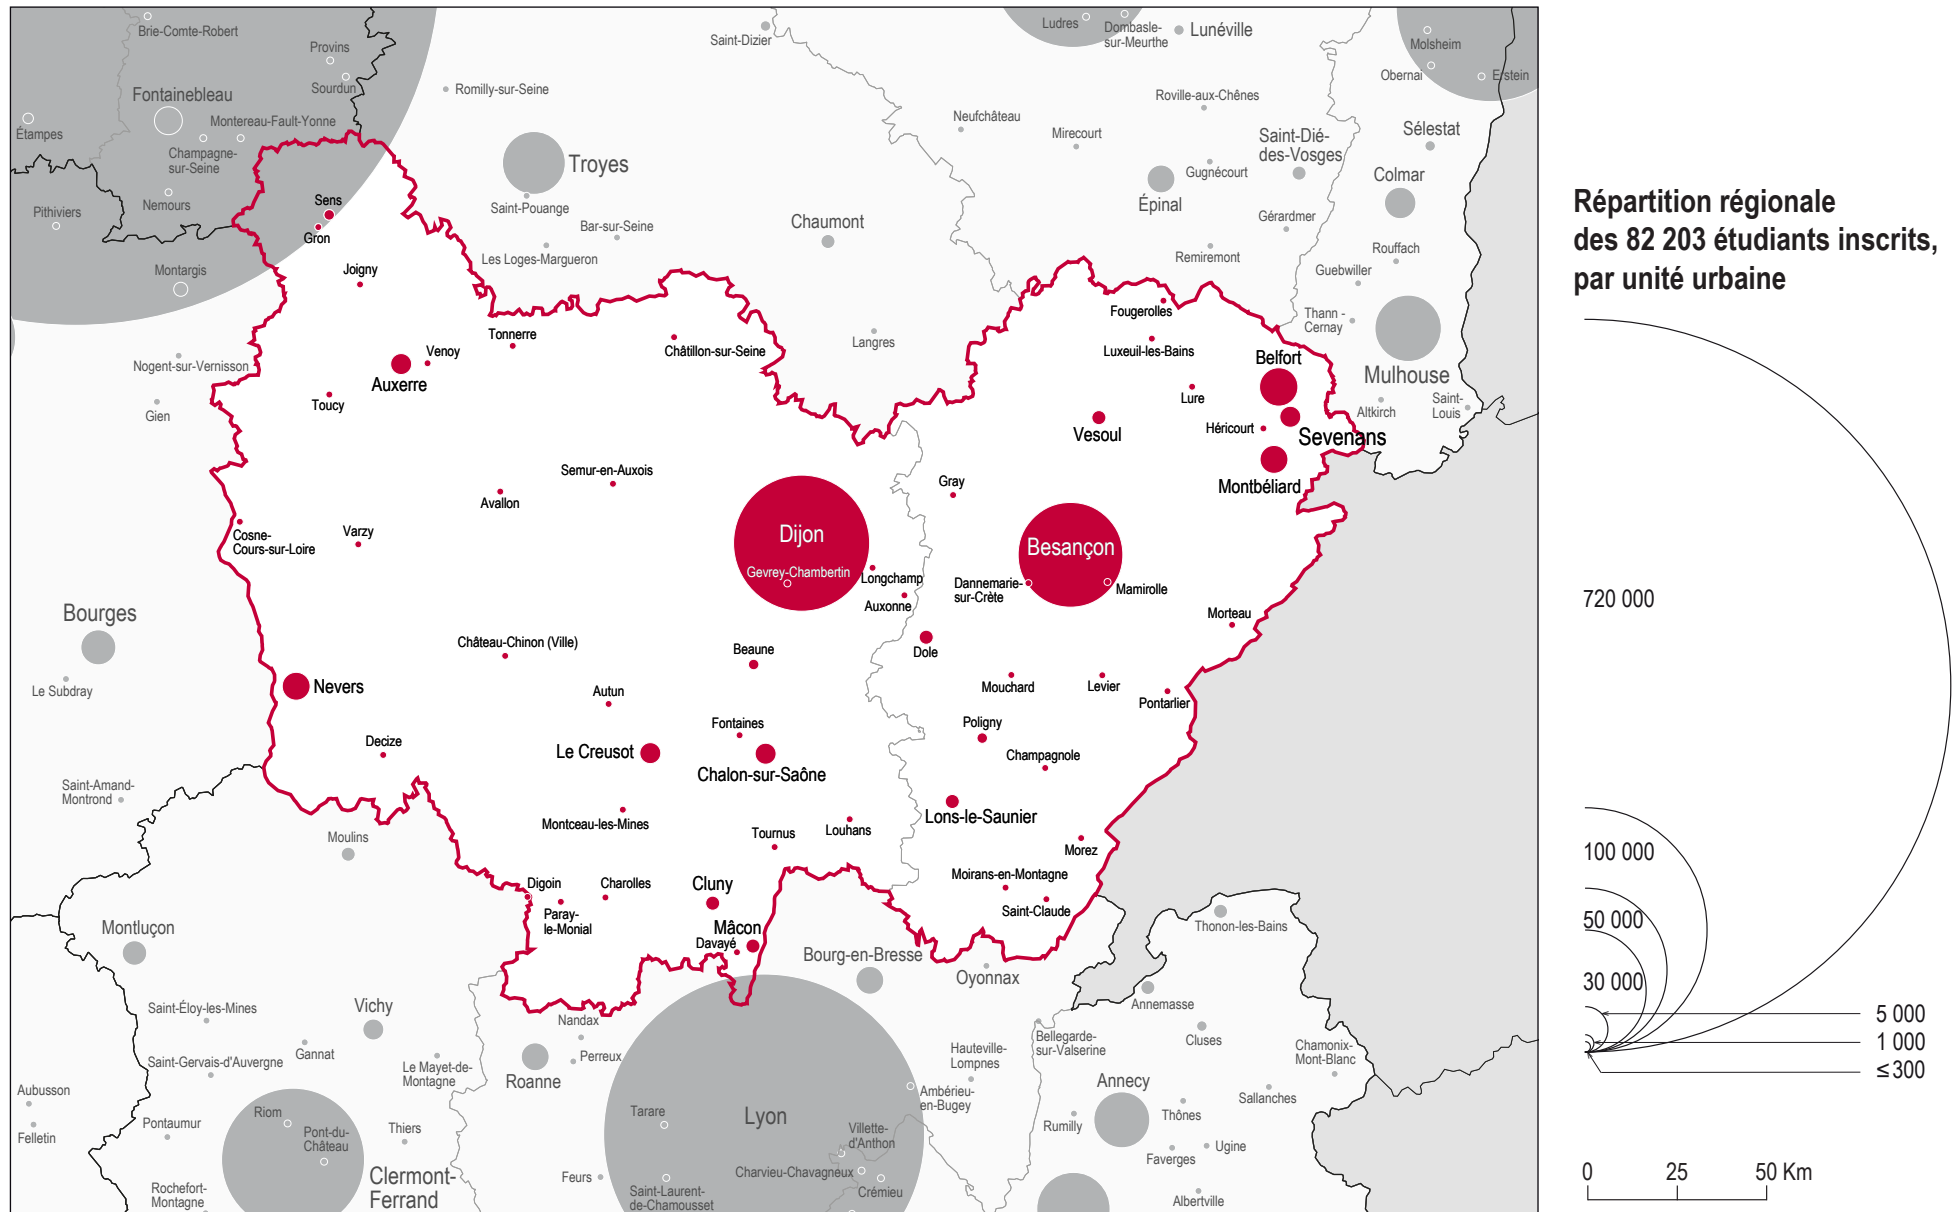 Brie-Comte-Robert
Provins
Sourdun
Fontainebleau
Montereau-Fault-Yonne
Étampes
Champagne-
sur-Seine
Nemours
Pithiviers
Montargis
Sens
Gron
Joigny
Romilly-sur-Seine
Troyes
Saint-Pouange
Bar-sur-Seine
Les Loges-Margueron
Saint-Dizier
Chaumont
Langres
Neufchâteau
Ludres
Dombasle-
sur-Meurthe
Lunéville
Roville-aux-Chênes
Mirecourt
Gugnécourt
Épinal
Saint-Dié-
des-Vosges
Gérardmer
Remiremont
Molsheim
Obernai
Erstein
Sélestat
Colmar
Rouffach
Guebwiller
Thann -
Cernay
Mulhouse
Altkirch
Saint-
Louis
Nogent-sur-Vernisson
Gien
Tonnerre
Venoy
Auxerre
Toucy
Châtillon-sur-Seine
Semur-en-Auxois
Avallon
Cosne-
Cours-sur-Loire
Varzy
Fougerolles
Luxeuil-les-Bains
Lure
Vesoul
Belfort
Héricourt
Sevenans
Montbéliard
Gray
Dijon
Gevrey-Chambertin
Longchamp
Auxonne
Besançon
Dannemarie-
sur-Crète
Mamirolle
Morteau
Dole
Bourges
Le Subdray
Château-Chinon (Ville)
Beaune
Nevers
Autun
Fontaines
Decize
Le Creusot
Chalon-sur-Saône
Mouchard
Levier
Pontarlier
Poligny
Champagnole
Lons-le-Saunier
Saint-Amand-
Montrond
Moulins
Montceau-les-Mines
Tournus
Louhans
Morez
Moirans-en-Montagne
Saint-Claude
Digoin
Paray-
le-Monial
Charolles
Cluny
Mâcon
Davayé
Montluçon
Bourg-en-Bresse
Oyonnax
Thonon-les-Bains
Annemasse
Saint-Éloy-les-Mines
Vichy
Gannat
Saint-Gervais-d'Auvergne
Le Mayet-de-
Montagne
Nandax
Perreux
Roanne
Hauteville-
Lompnes
Bellegarde-
sur-Valserine
Cluses
Chamonix-
Mont-Blanc
Aubusson
Felletin
Pontaumur
Riom
Pont-du-
Château
Thiers
Clermont-
Ferrand
Rochefort-
Montagne
Tarare
Lyon
Ambérieu-
en-Bugey
Villette-
d'Anthon
Charvieu-Chavagneux
Crémieu
Feurs
Saint-Laurent-
de-Chamousset
Annecy
Rumilly
Thônes
Sallanches
Faverges
Ugine
Albertville
Répartition régionale
des 82 203 étudiants inscrits,
par unité urbaine
720 000
100 000
50 000
30 000
5 000
1 000
≤ 300
0 25 50 Km